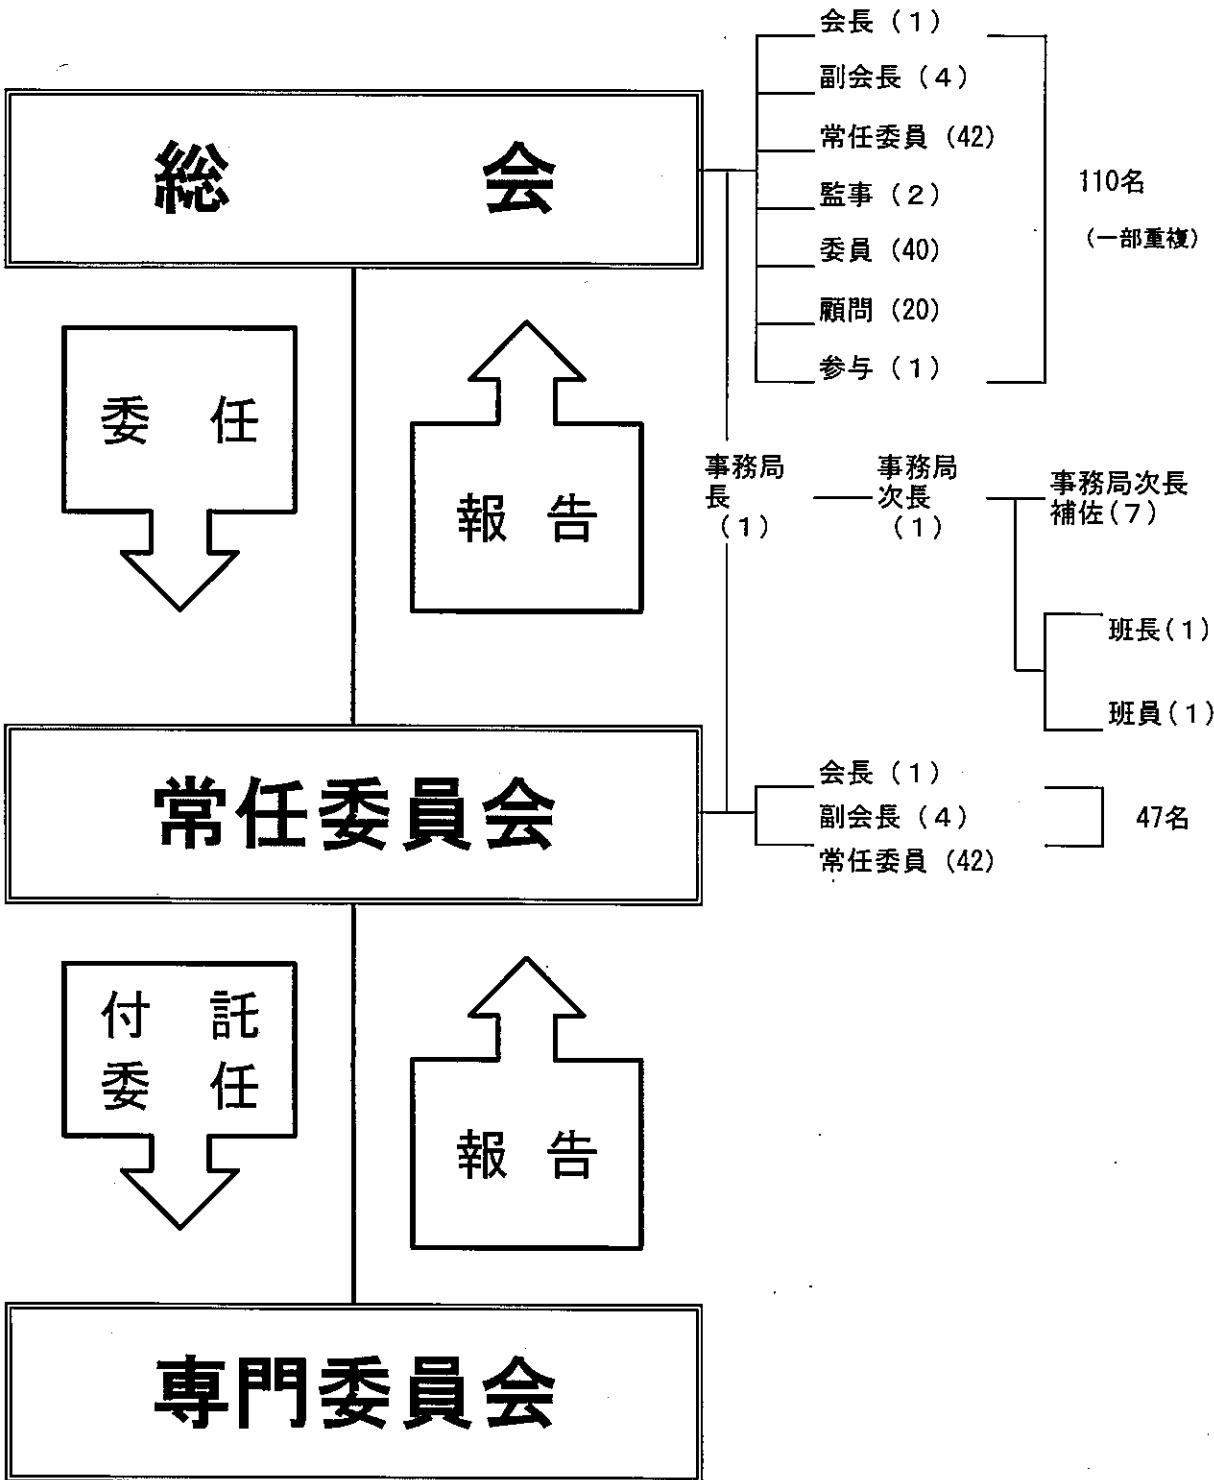 総　会
会長（1）
副会長（4）
常任委員（42）
監事（2）
委員（40）
顧問（20）
参与（1）
110名
（一部重複）
委　任
報　告
事務局
長
（1）
事務局
次長
（1）
事務局次長
補佐（7）
班長（1）
班員（1）
常任委員会
会長（1）
副会長（4）
常任委員（42）
47名
付　託
委　任
報　告
専門委員会